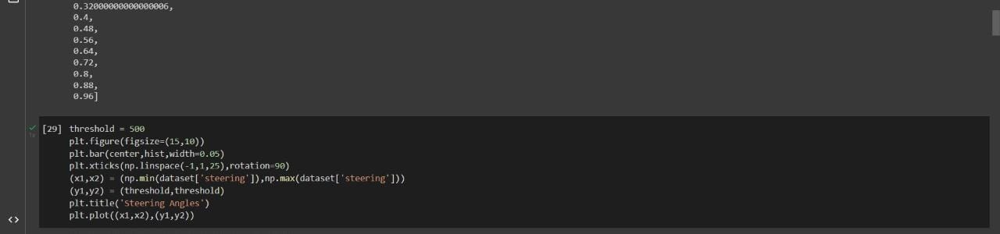 0.32000000000000006,
0.4,
0.48,
0.56,
0.64,
0.72,
0.8,
0.88,
0.96]
[29] threshold = 500
plt.figure(figsize=(15,10))
plt.bar(center,hist,width=0.05)
plt.xticks(np.linspace(-1,1,25),rotation=90)
(x1,x2) = (np.min(dataset['steering']),np.max(dataset['steering']))
(y1,y2) = (threshold,threshold)
plt.title('Steering Angles')
plt.plot((x1,x2),(y1,y2))